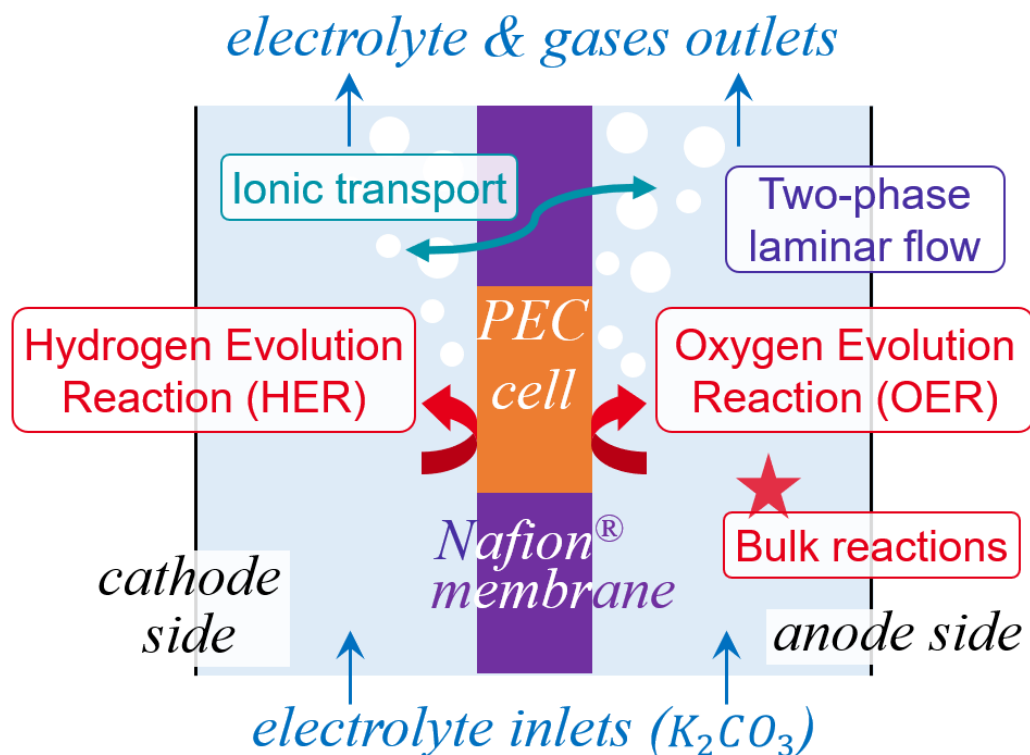 electrolyte & gases outlets
Ionic transport
Two-phase
laminar flow
PEC
cell
Hydrogen Evolution
Reaction (HER)
Oxygen Evolution
Reaction (OER)
Nafion®
membrane
Bulk reactions
cathode
side
anode side
electrolyte inlets (K₂CO₃)